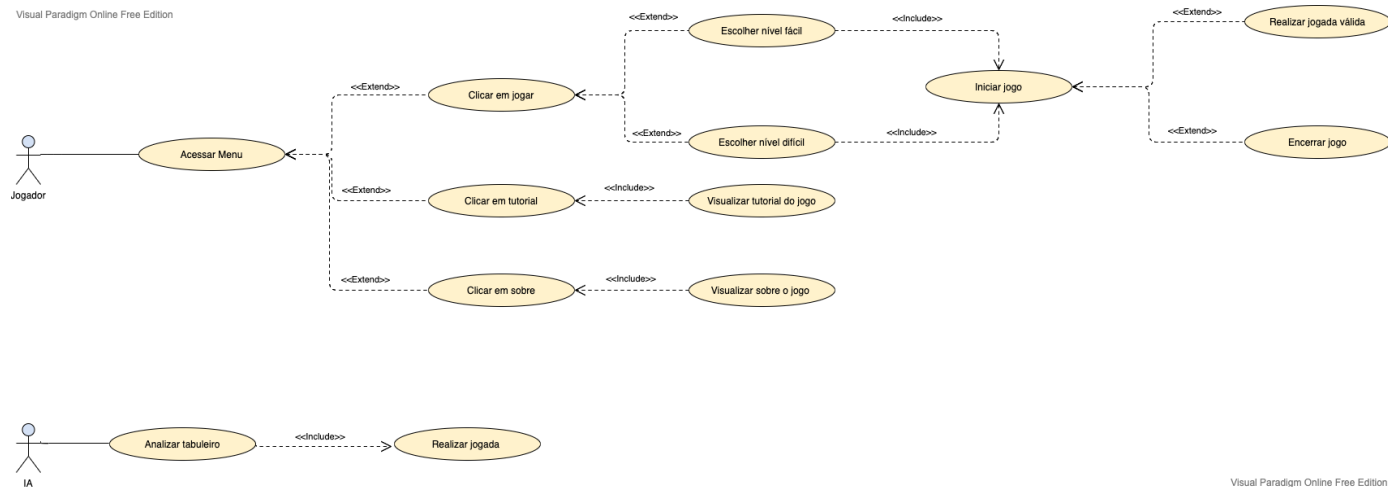 Visual Paradigm Online Free Edition
<<Extend>>
Escolher nível fácil
<<Include>>
<<Extend>>
Realizar jogada válida
<<Extend>>
Clicar em jogar
Iniciar jogo
<<Extend>>
Escolher nível difícil
<<Include>>
<<Extend>>
Encerrar jogo
Jogador
Acessar Menu
<<Extend>>
Clicar em tutorial
<<Include>>
Visualizar tutorial do jogo
<<Extend>>
Clicar em sobre
<<Include>>
Visualizar sobre o jogo
IA
Analizar tabuleiro
<<Include>>
Realizar jogada
Visual Paradigm Online Free Edition